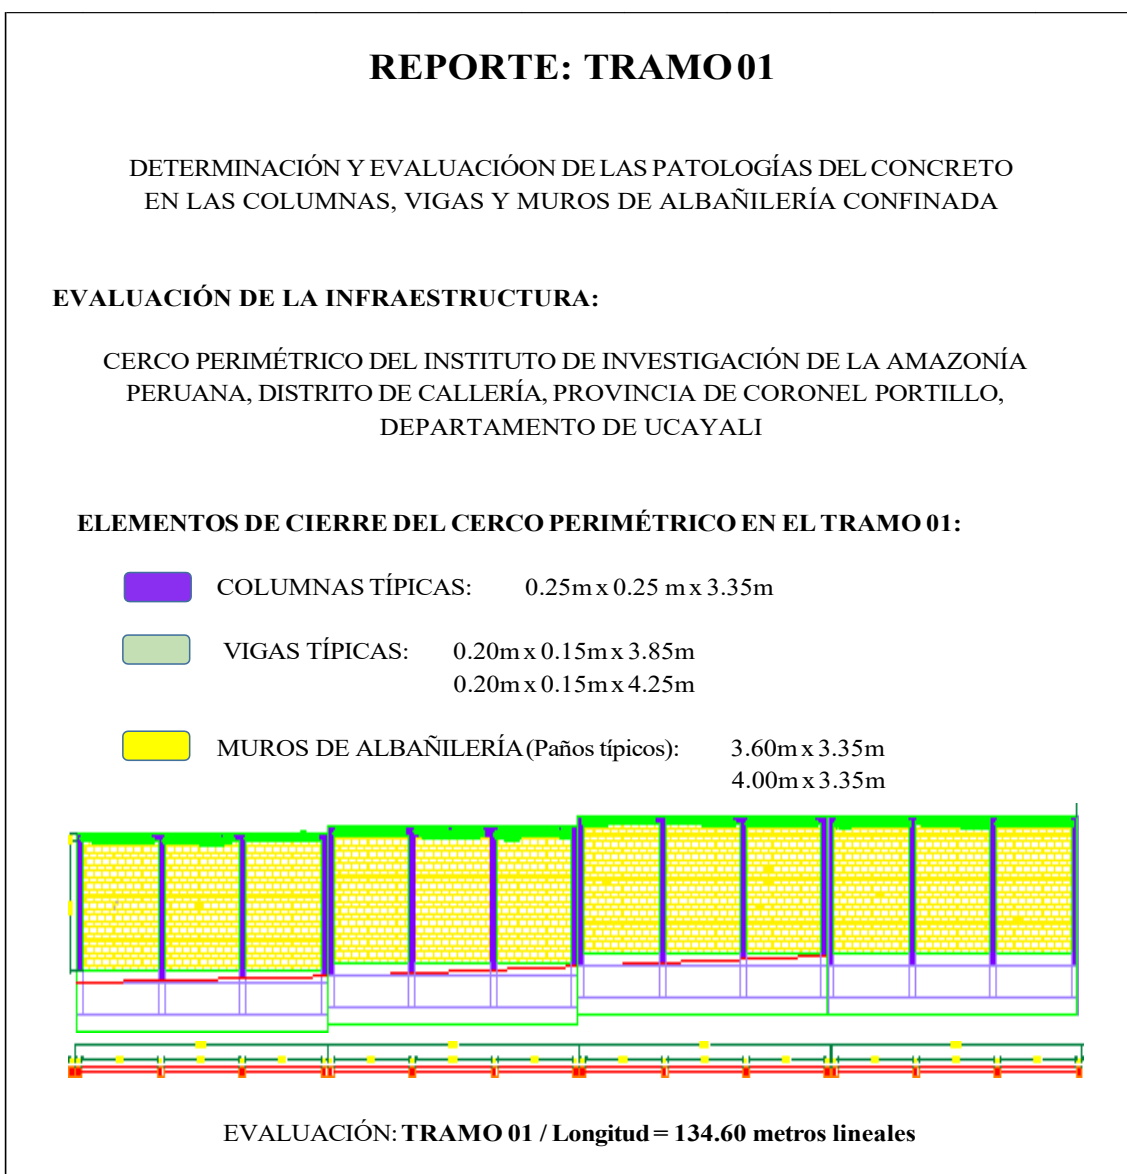 REPORTE: TRAMO 01
DETERMINACIÓN Y EVALUACIÓON DE LAS PATOLOGÍAS DEL CONCRETO
EN LAS COLUMNAS, VIGAS Y MUROS DE ALBAÑILERÍA CONFINADA
EVALUACIÓN DE LA INFRAESTRUCTURA:
CERCO PERIMÉTRICO DEL INSTITUTO DE INVESTIGACIÓN DE LA AMAZONÍA
PERUANA, DISTRITO DE CALLERÍA, PROVINCIA DE CORONEL PORTILLO,
DEPARTAMENTO DE UCAYALI
ELEMENTOS DE CIERRE DEL CERCO PERIMÉTRICO EN EL TRAMO 01:
COLUMNAS TÍPICAS: 0.25m x 0.25 m x 3.35m
VIGAS TÍPICAS: 0.20m x 0.15m x 3.85m
0.20m x 0.15m x 4.25m
MUROS DE ALBAÑILERÍA (Paños típicos): 3.60m x 3.35m
4.00m x 3.35m
EVALUACIÓN: TRAMO 01 / Longitud = 134.60 metros lineales